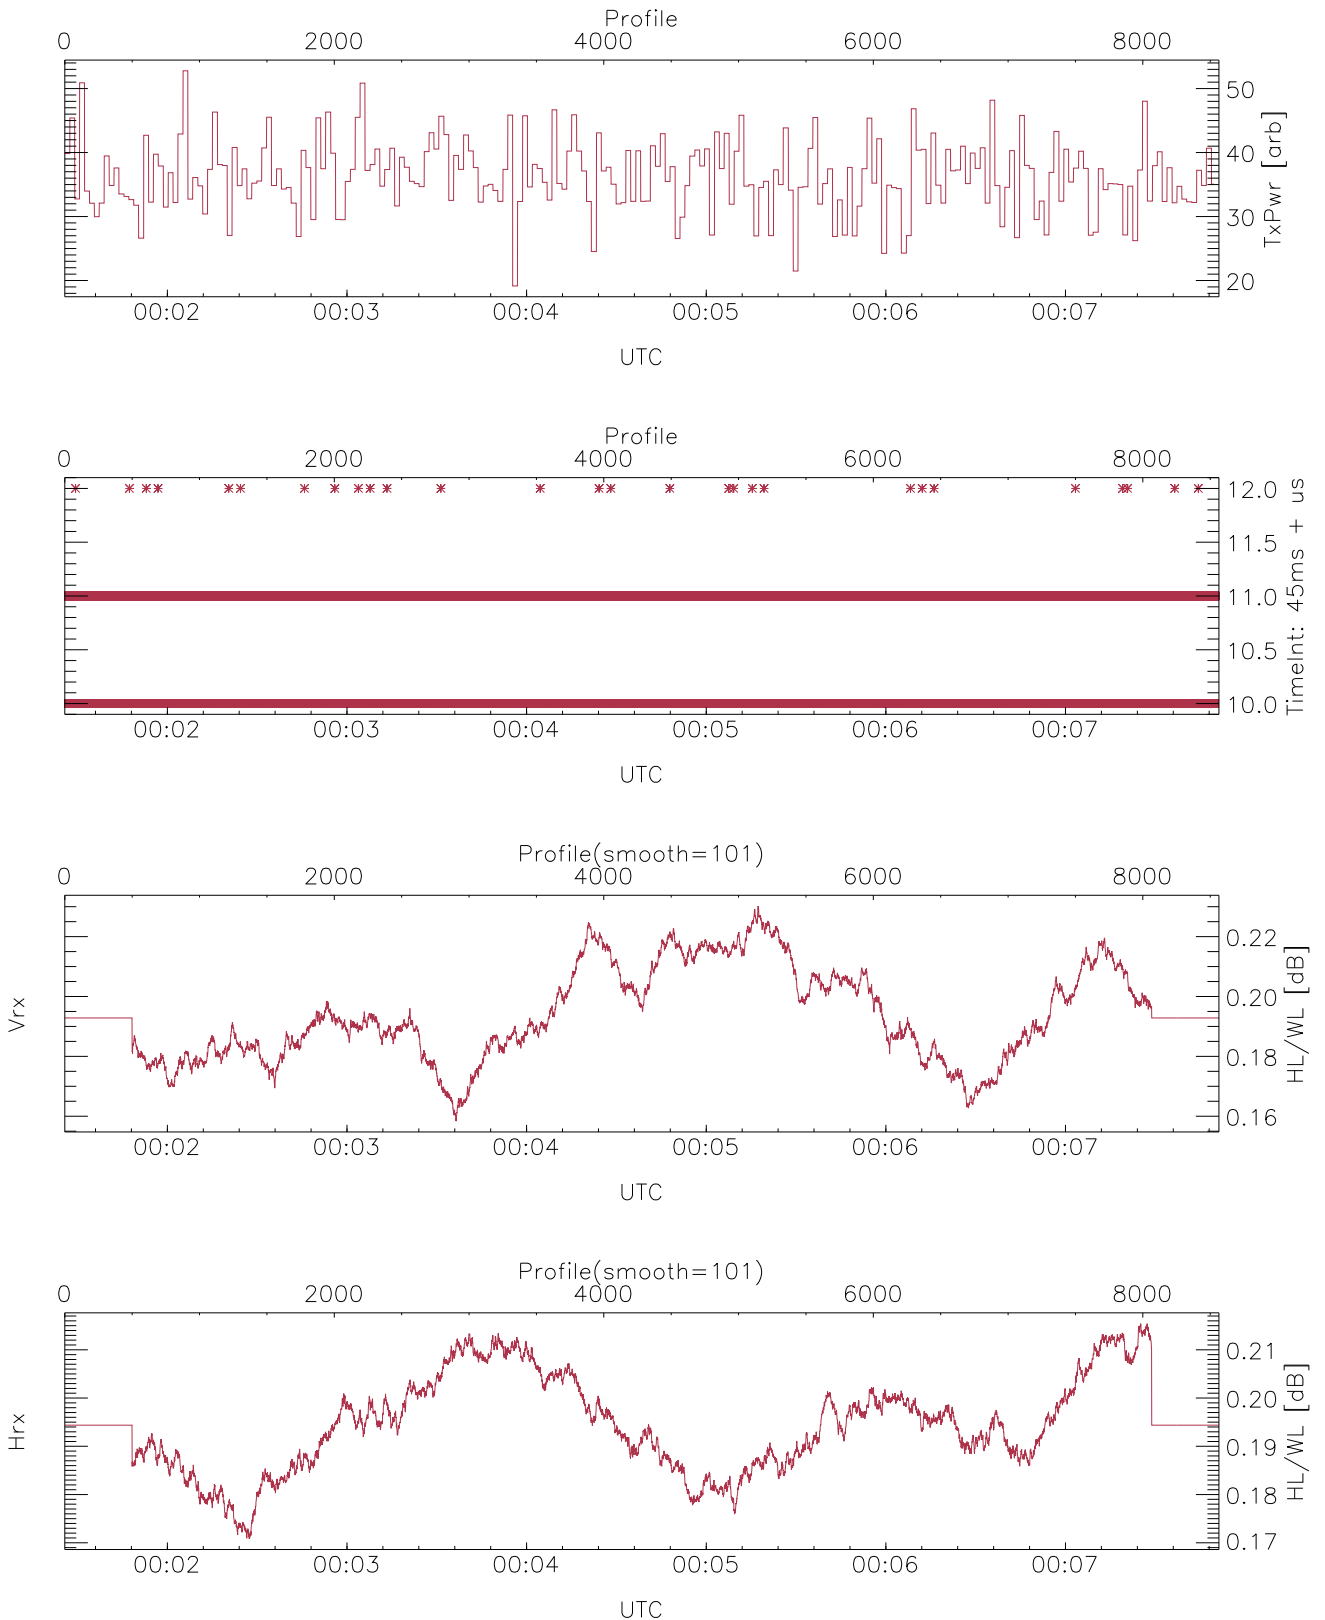 Profile
0 2000 4000 6000 8000
50
40
30
20
TxPwr [arb]
00:02 00:03 00:04 00:05 00:06 00:07
UTC
Profile
0 2000 4000 6000 8000
12.0
11.5
11.0
10.5
10.0
TimeInt: 45ms + us
00:02 00:03 00:04 00:05 00:06 00:07
UTC
Profile(smooth=101)
0 2000 4000 6000 8000
Vrx
0.22
0.20
0.18
0.16
HL/WL [dB]
00:02 00:03 00:04 00:05 00:06 00:07
UTC
Profile(smooth=101)
0 2000 4000 6000 8000
Hrx
0.21
0.20
0.19
0.18
0.17
HL/WL [dB]
00:02 00:03 00:04 00:05 00:06 00:07
UTC